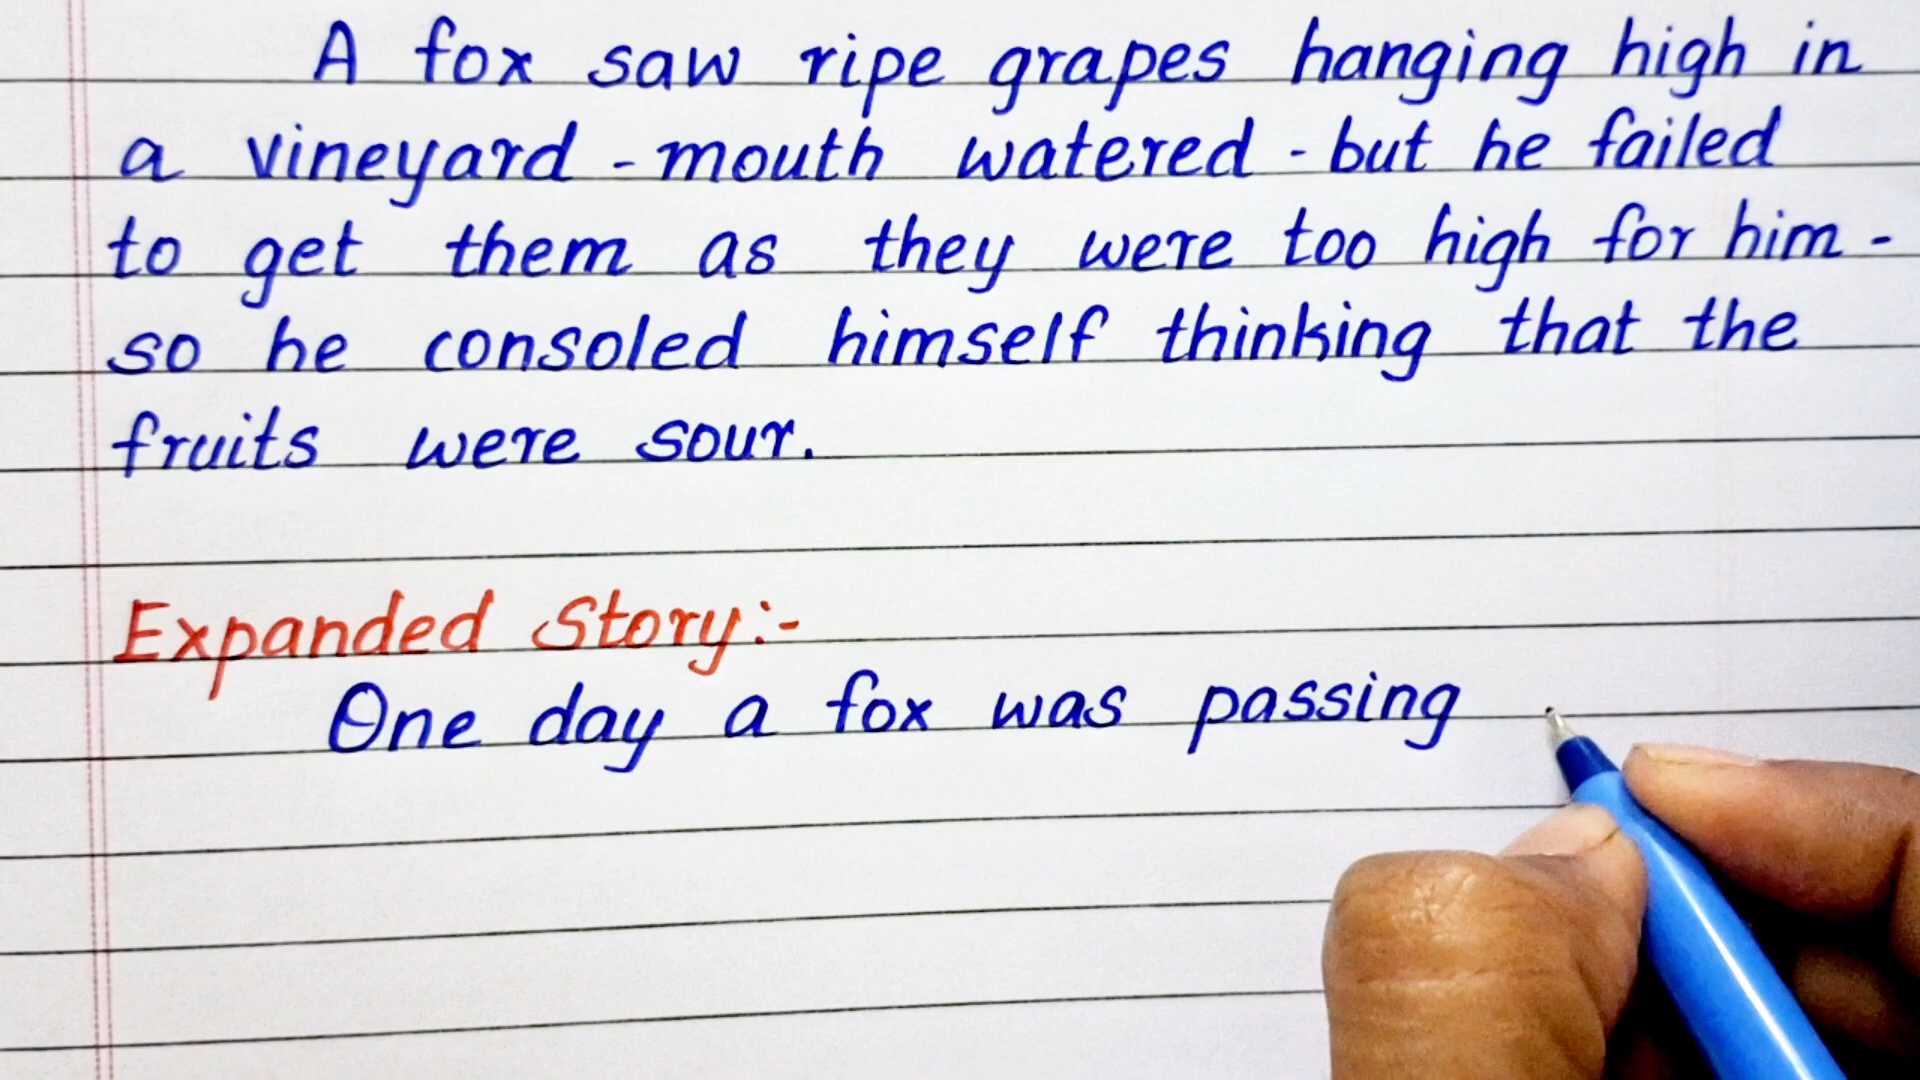 A fox saw ripe grapes hanging high in
a vineyard - mouth watered - but he failed
to get them as they were too high for him -
so he consoled himself thinking that the
fruits were sour.
Expanded Story:-
One day a fox was passing